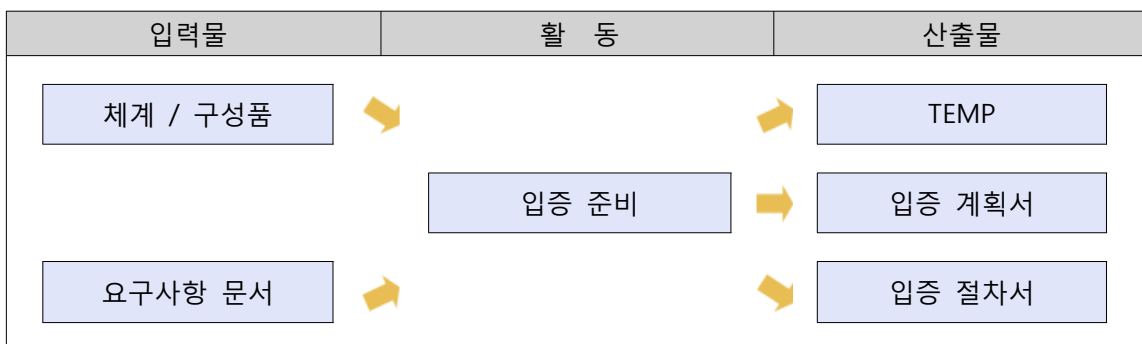 입력물 활 동 산출물
체계 / 구성품 TEMP
입증 준비 입증 계획서
요구사항 문서 입증 절차서